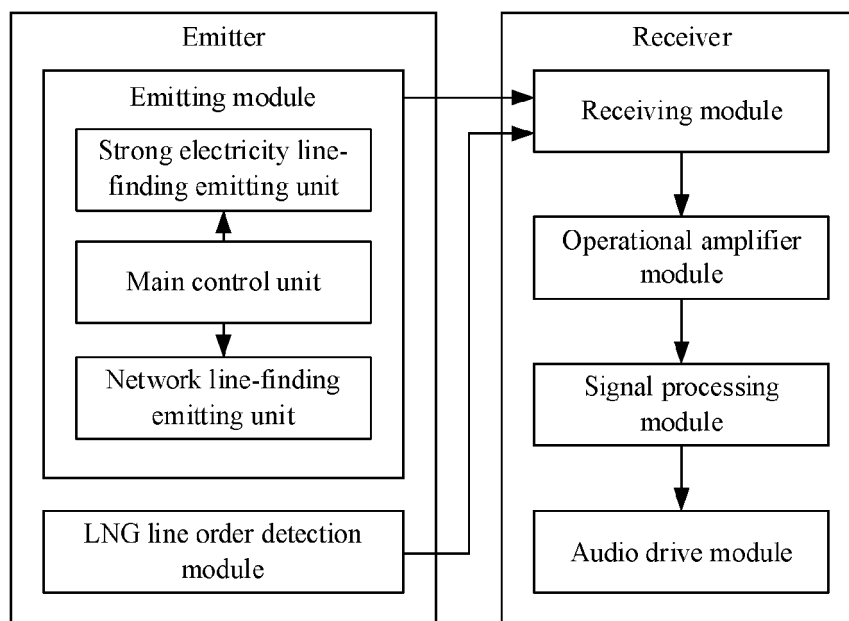 Emitter
Emitting module
Strong electricity line-
finding emitting unit
Main control unit
Network line-finding
emitting unit
LNG line order detection
module
Receiver
Receiving module
Operational amplifier
module
Signal processing
module
Audio drive module